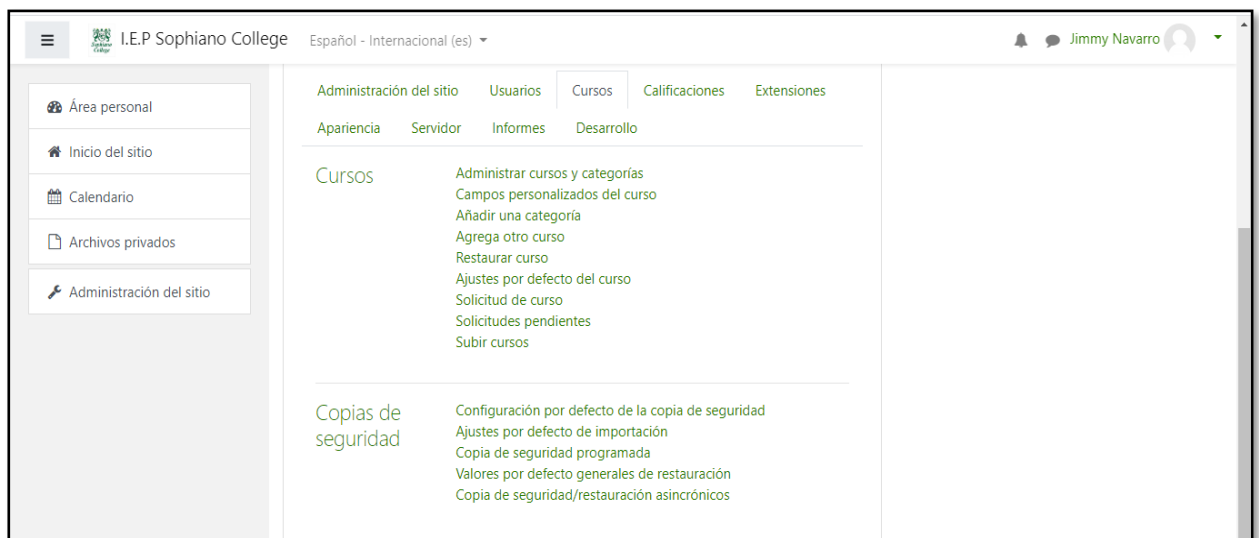 I.E.P Sophiano College Español - Internacional (es) Jimmy Navarro
Área personal
Inicio del sitio
Calendario
Archivos privados
Administración del sitio
Administración del sitio Usuarios Cursos Calificaciones Extensiones
Apariencia Servidor Informes Desarrollo
Cursos
Administrar cursos y categorías
Campos personalizados del curso
Añadir una categoría
Agrega otro curso
Restaurar curso
Ajustes por defecto del curso
Solicitud de curso
Solicitudes pendientes
Subir cursos
Copias de
seguridad
Configuración por defecto de la copia de seguridad
Ajustes por defecto de importación
Copia de seguridad programada
Valores por defecto generales de restauración
Copia de seguridad/restauración asincrónicos